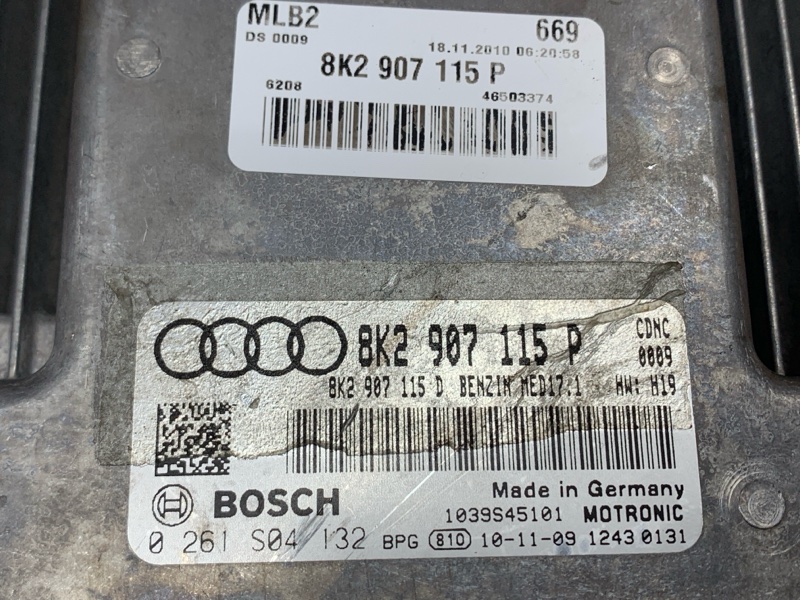 MLB2 669
DS 0009 18.11.2010 06:20:58
8K2 907 115 P
6208 46503374
8K2 907 115 P CDNC
0009
8K2 907 115 D BENZIN MED17.1 HW: H19
BOSCH Made in Germany
1039S45101 MOTRONIC
0 261 S04 132 BPG 810 10-11-09 1243 0131